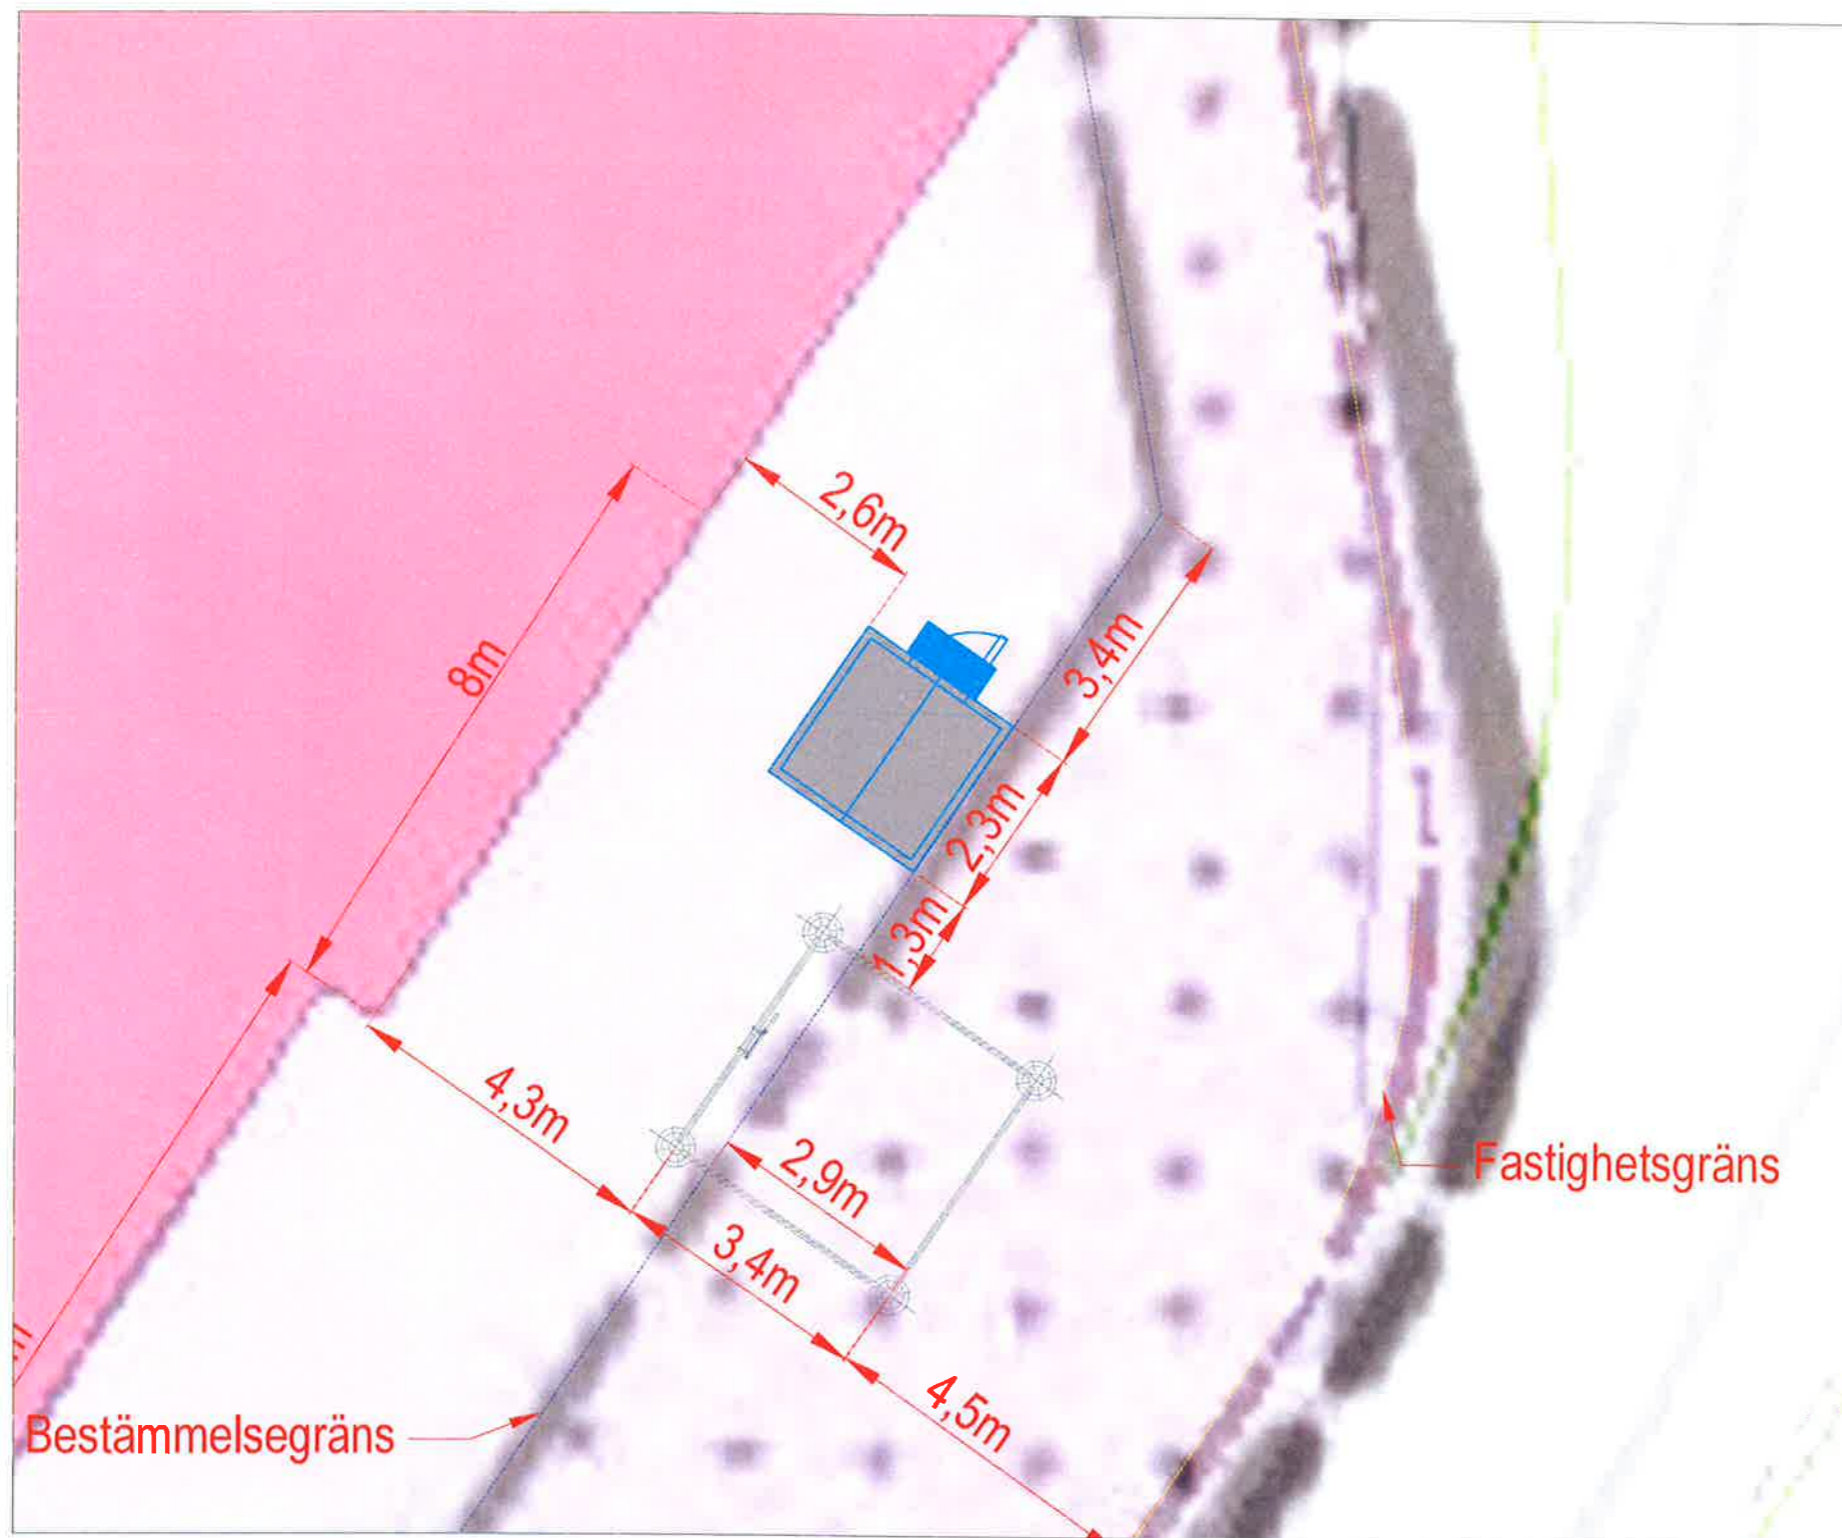 2,6m
8m
3,4m
2,3m
1,3m
4,3m
2,9m
3,4m
4,5m
Fastighetsgräns
Bestämmelsegräns